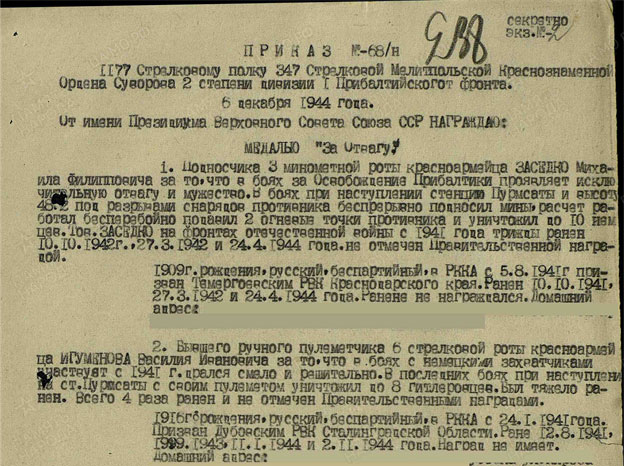 секретно
экз.№-2
ПРИКАЗ №-68/н
1177 Стрелковому полку 347 Стрелковой Мелитпольской Краснознаменной
Ордена Суворова 2 степени дивизии I Прибалтийскогот фронта.
6 декабря 1944 года.
От имени Президиума Верховного Совета Союза ССР НАГРАЖДАЮ:
МЕДАЛЬЮ "За Отвагу"
1. Подносчика 3 минометной роты красноармейца ЗАСЕДКО Миха-
ила Филипповича за то, что в боях за Освобождение Прибалтики проявляет исклю
чительную отвагу и мужество.В боях при наступлении станцию Пурмсаты и высоту
48. под разрывами снарядов противника беспрерывно подносил мины, расчет ра-
ботал бесперебойно подавил 2 огневые точки противника и уничтожил до 10 нем-
цев.Тов.ЗАСЕДКО на фронтах отечественной войны с 1941 года трижды ранен
10.10.1942г.,27.3.1942 и 24.4.1944 года.не отмечен Правительственной награ-
дой.
1909г.рождения,русский,беспартийный,в РККА с 5.8.1941г при-
зван Темергоевским РВК Краснодарского края.Ранен 10.10.1941,
27.3.1942 и 24.4.1944 года.Ранене не награждался.Домашний
адрес:
2. Бывшего ручного пулеметчика 6 стрелковой роты красноармей
ца ИГУМЕНОВА Василия Ивановича за то,что в боях с немецкими захватчиками
участвует с 1941 г.дрался смело и решительно.В последних боях при наступлени
на ст.Пурмсаты с своим пулеметом уничтожил до 8 гитлеровцев.Был тяжело ра-
нен. Всего 4 раза ранен и не отмечен Правительственными наградами.
1916г.рождения,русский,беспартийный,в РККА с 24.1.1941года.
Призван Дубовским РВК Сталинградской Области.Ране 12.8.1941,
1943,11.1.1944 и 2.11.1944 года.Наград не имеет.
Домашний адрес: